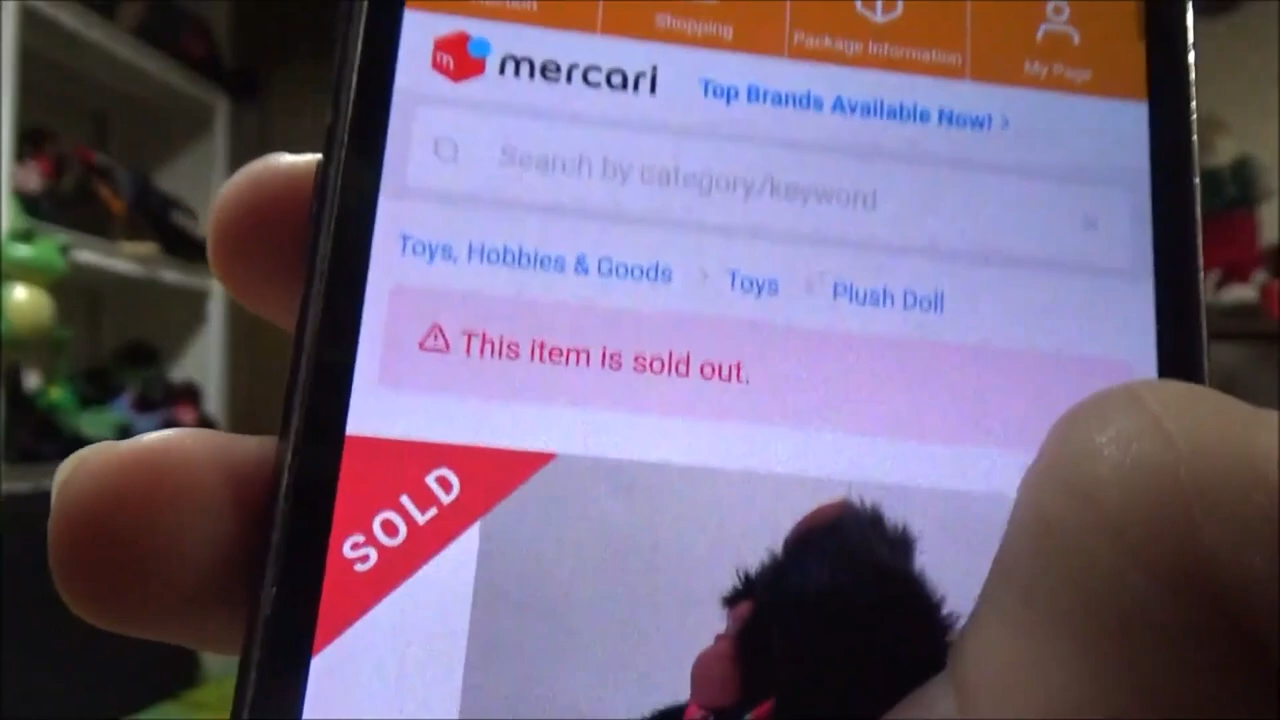 Shopping
Package Information
My Page
mercari
Top Brands Available Now! >
Search by category/keyword
Toys, Hobbies & Goods > Toys > Plush Doll
This item is sold out.
SOLD